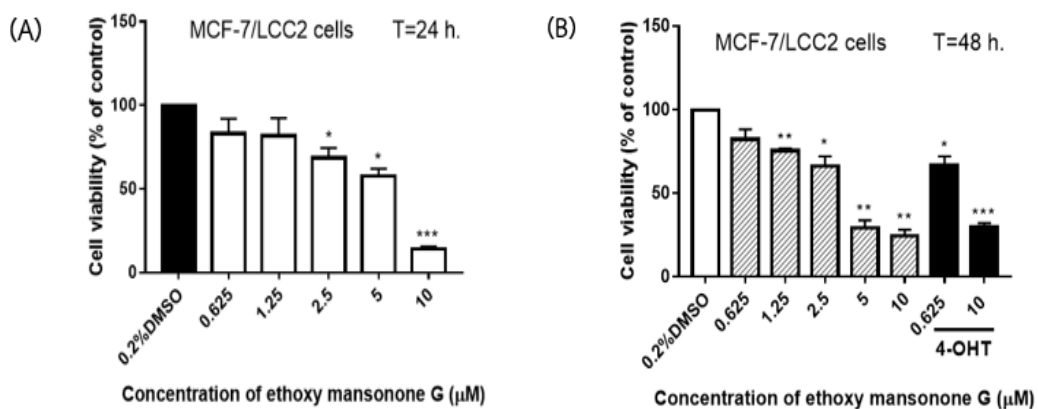 (A)
MCF-7/LCC2 cells T=24 h.
Cell viability (% of control)
150
100
50
0
*
*
***
0.2%DMSO
0.625
1.25
2.5
5
10
Concentration of ethoxy mansonone G (μM)
(B)
MCF-7/LCC2 cells T=48 h.
Cell viability (% of control)
150
100
50
0
**
*
**
**
*
***
0.2%DMSO
0.625
1.25
2.5
5
10
0.625
10
4-OHT
Concentration of ethoxy mansonone G (μM)